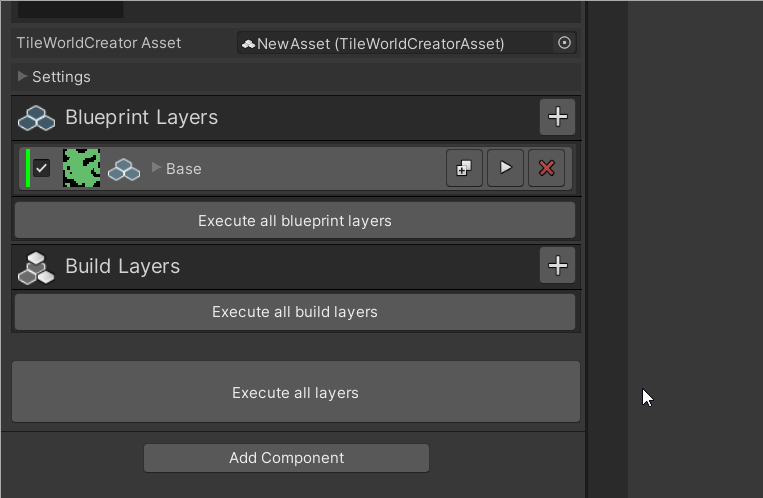 TileWorldCreator Asset
NewAsset (TileWorldCreatorAsset)
Settings
Blueprint Layers
Base
Execute all blueprint layers
Build Layers
Execute all build layers
Execute all layers
Add Component